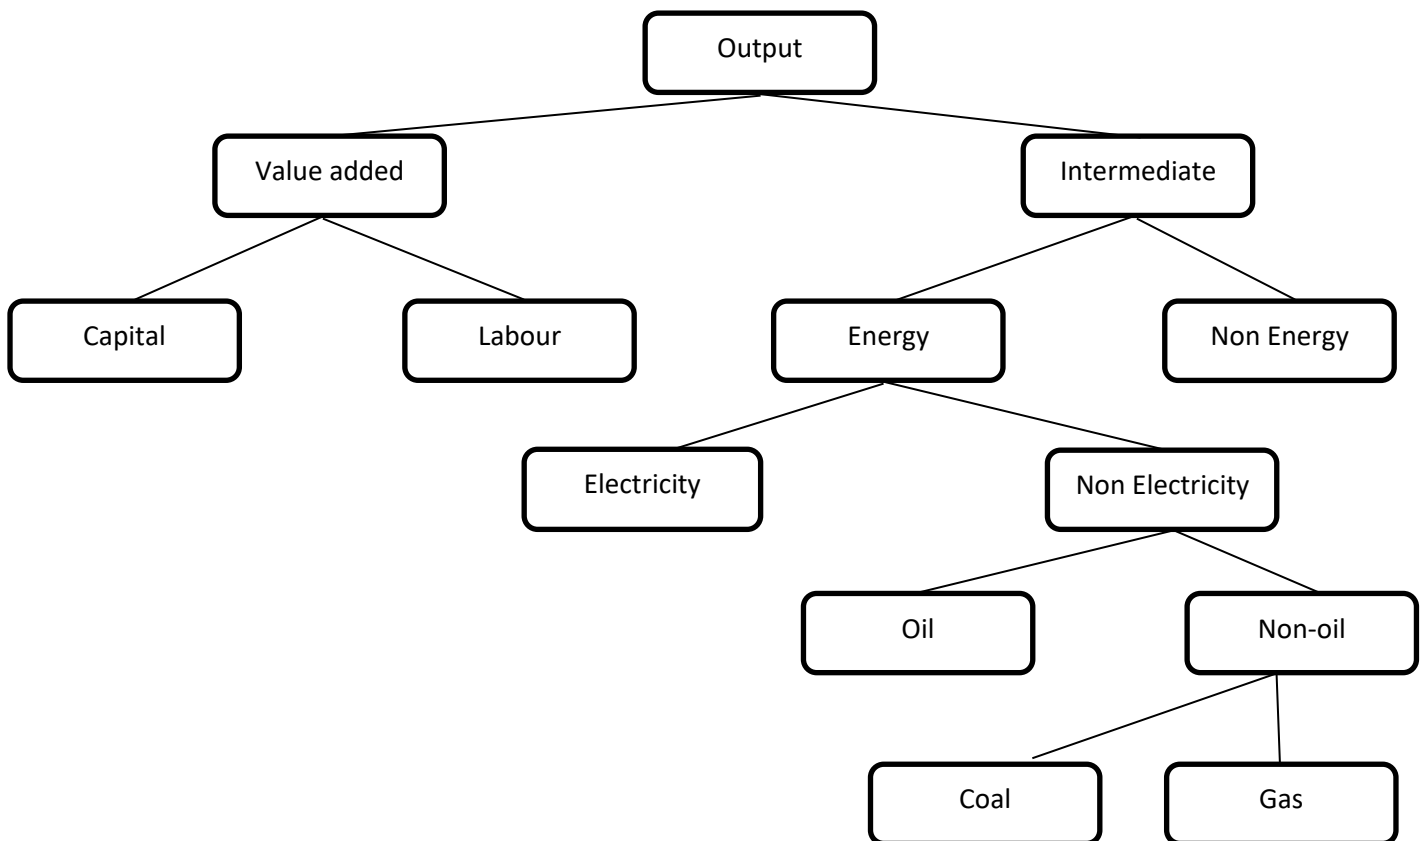 Output
Value added
Intermediate
Capital
Labour
Energy
Non Energy
Electricity
Non Electricity
Oil
Non-oil
Coal
Gas